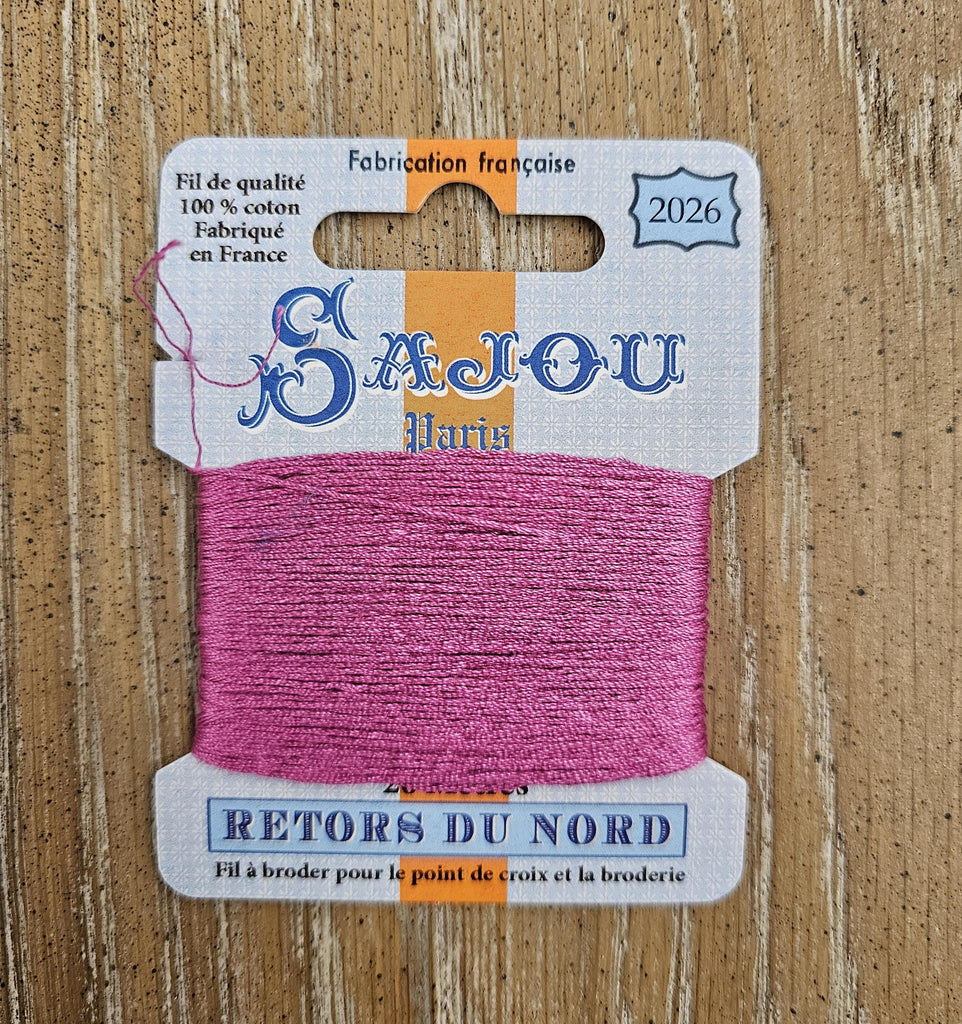 Fabrication française
Fil de qualité
100 % coton
Fabriqué
en France
2026
SAJOU
Paris
RETORS DU NORD
Fil à broder pour le point de croix et la broderie